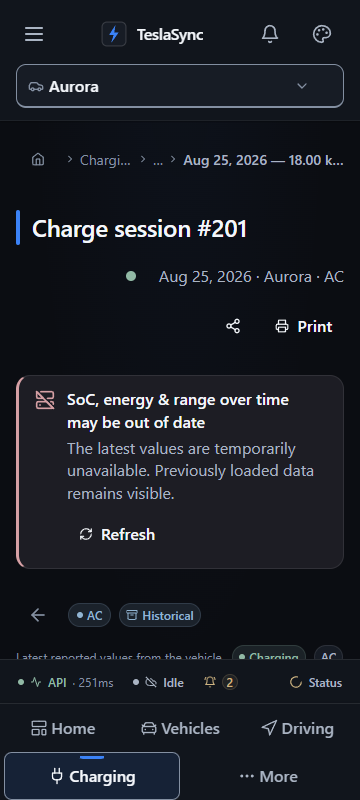 TeslaSync
Aurora
Chargi... > ... > Aug 25, 2026 — 18.00 k...
Charge session #201
Aug 25, 2026 · Aurora · AC
Print
SoC, energy & range over time
may be out of date
The latest values are temporarily
unavailable. Previously loaded data
remains visible.
Refresh
AC Historical
Latest reported values from the vehicle Charging AC
API · 251ms Idle 2 Status
Home Vehicles Driving
Charging More